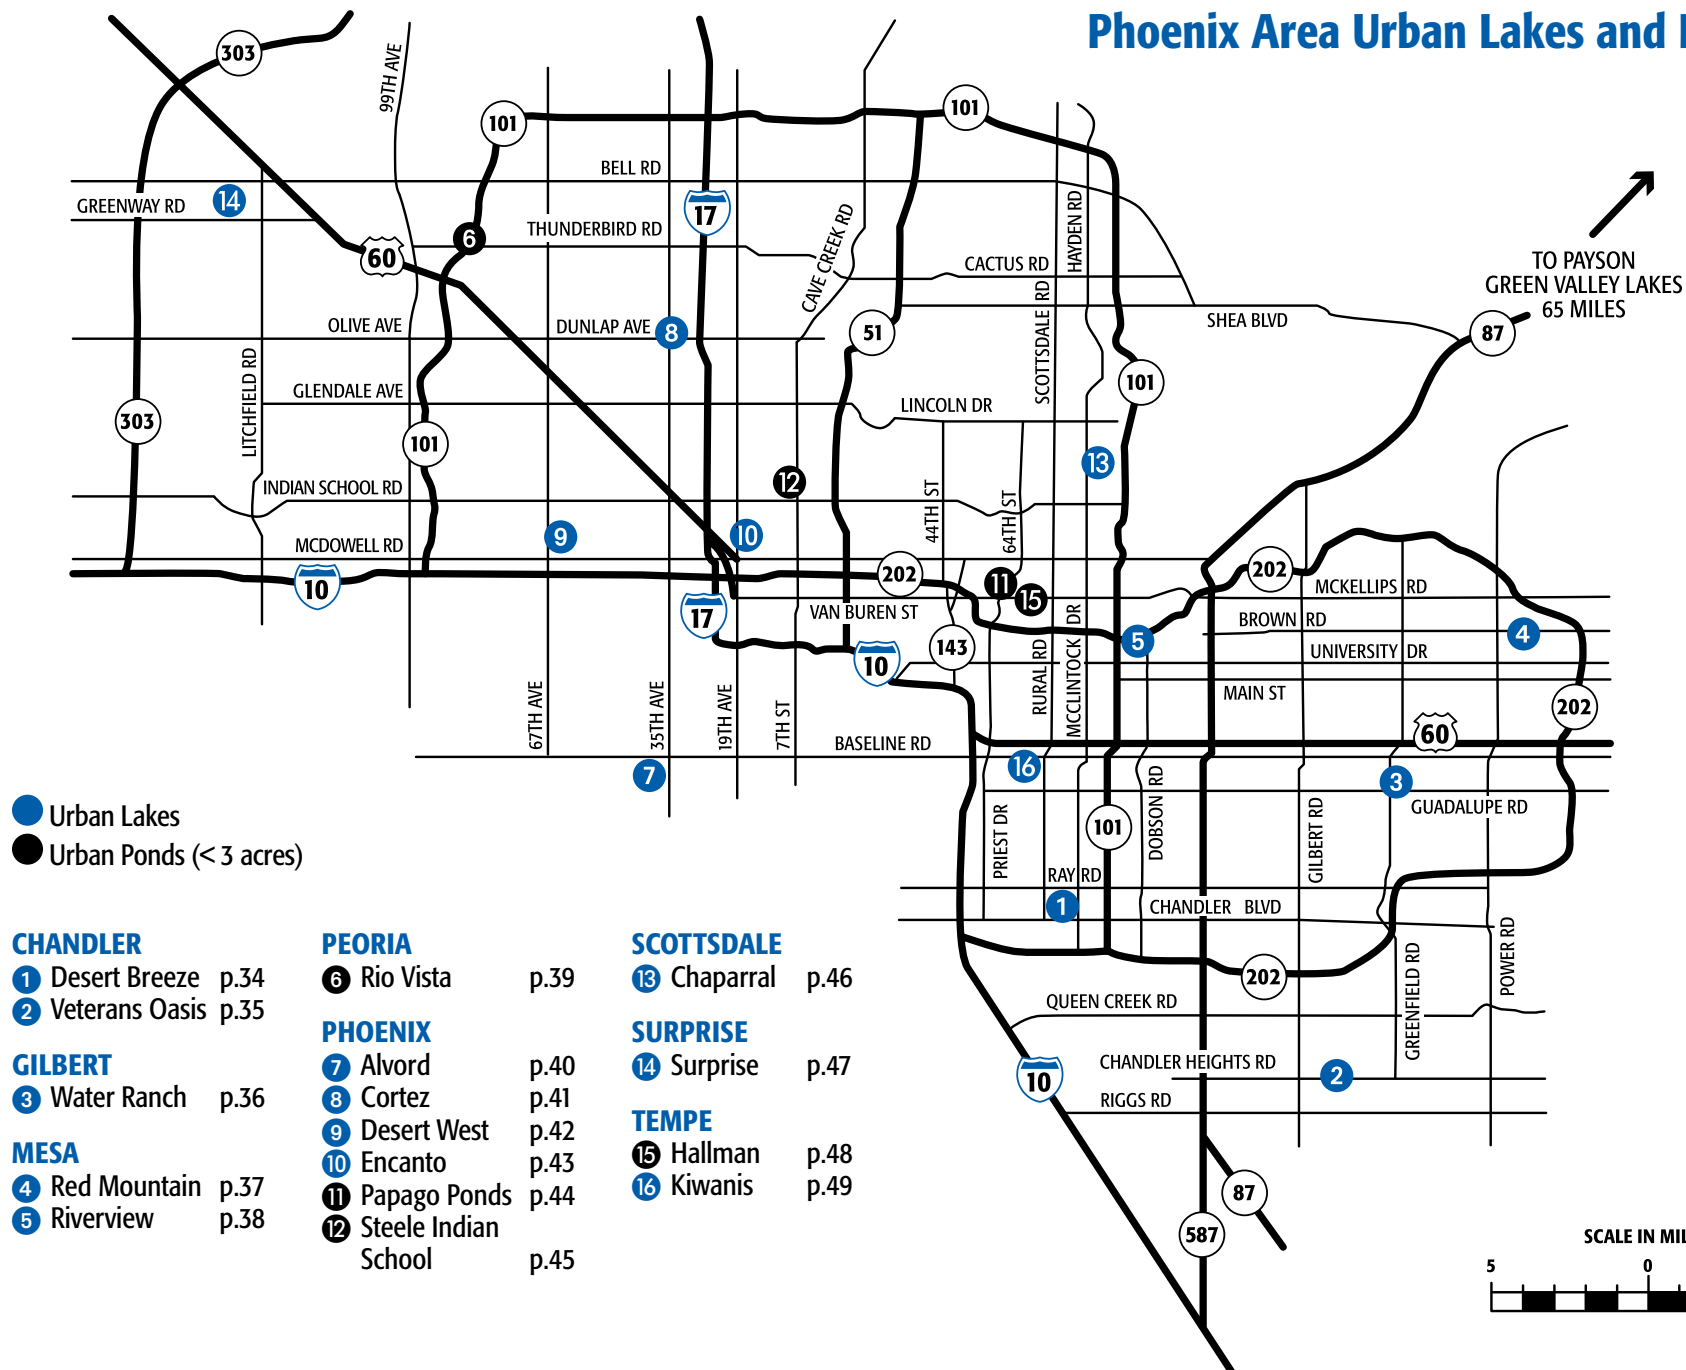 Phoenix Area Urban Lakes and
303
99TH AVE
101
101
BELL RD
GREENWAY RD
14
17
THUNDERBIRD RD
6
60
CAVE CREEK RD
CACTUS RD
HAYDEN RD
SCOTTSDALE RD
TO PAYSON
GREEN VALLEY LAKES
65 MILES
OLIVE AVE
DUNLAP AVE
8
51
SHEA BLVD
87
LITCHFIELD RD
GLENDALE AVE
LINCOLN DR
101
303
101
13
INDIAN SCHOOL RD
12
44TH ST
64TH ST
MCDOWELL RD
9
10
10
202
202
11
15
MCKELLIPS RD
17
VAN BUREN ST
BROWN RD
4
5
143
UNIVERSITY DR
10
MAIN ST
67TH AVE
35TH AVE
19TH AVE
7TH ST
RURAL RD
MCCLINTOCK DR
202
BASELINE RD
60
7
16
3
GUADALUPE RD
PRIEST DR
101
DOBSON RD
GILBERT RD
RAY RD
1
CHANDLER BLVD
POWER RD
GREENFIELD RD
202
QUEEN CREEK RD
CHANDLER HEIGHTS RD
10
2
RIGGS RD
87
587
Urban Lakes
Urban Ponds (< 3 acres)
CHANDLER
1 Desert Breeze p.34
2 Veterans Oasis p.35
GILBERT
3 Water Ranch p.36
MESA
4 Red Mountain p.37
5 Riverview p.38
PEORIA
6 Rio Vista p.39
PHOENIX
7 Alvord p.40
8 Cortez p.41
9 Desert West p.42
10 Encanto p.43
11 Papago Ponds p.44
12 Steele Indian
School p.45
SCOTTSDALE
13 Chaparral p.46
SURPRISE
14 Surprise p.47
TEMPE
15 Hallman p.48
16 Kiwanis p.49
SCALE IN
5 0